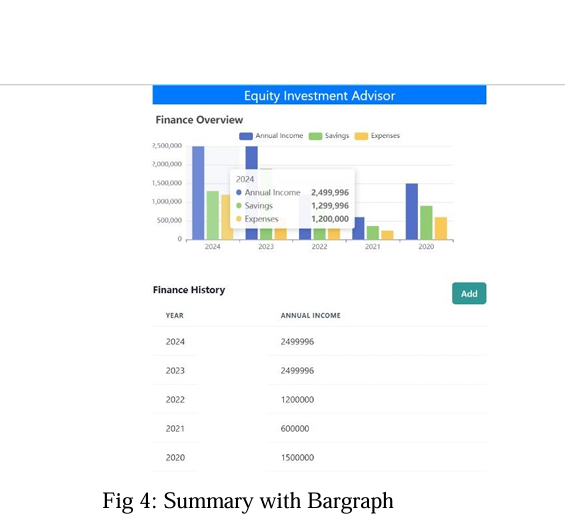 Equity Investment Advisor
Finance Overview
Annual Income Savings Expenses
2,500,000
2,000,000
1,500,000
1,000,000
500,000
0
2024
Annual Income 2,499,996
Savings 1,299,996
Expenses 1,200,000
2024 2023 2022 2021 2020
Finance History Add
YEAR ANNUAL INCOME
2024 2499996
2023 2499996
2022 1200000
2021 600000
2020 1500000
Fig 4: Summary with Bargraph